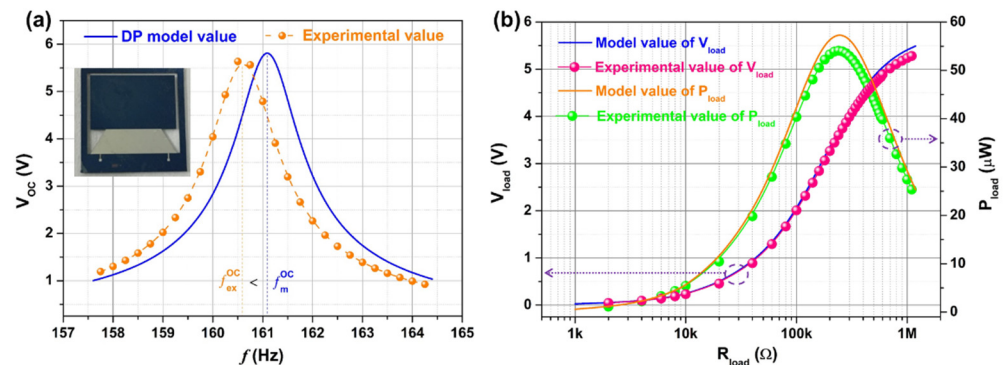 (a)
DP model value
Experimental value
6
5
4
3
2
1
0
V_OC (V)
f_ex^OC < f_m^OC
157 158 159 160 161 162 163 164 165
f (Hz)
(b)
Model value of V_load
Experimental value of V_load
Model value of P_load
Experimental value of P_load
6
5
4
3
2
1
0
V_load (V)
60
50
40
30
20
10
0
P_load (μW)
1k 10k 100k 1M
R_load (Ω)